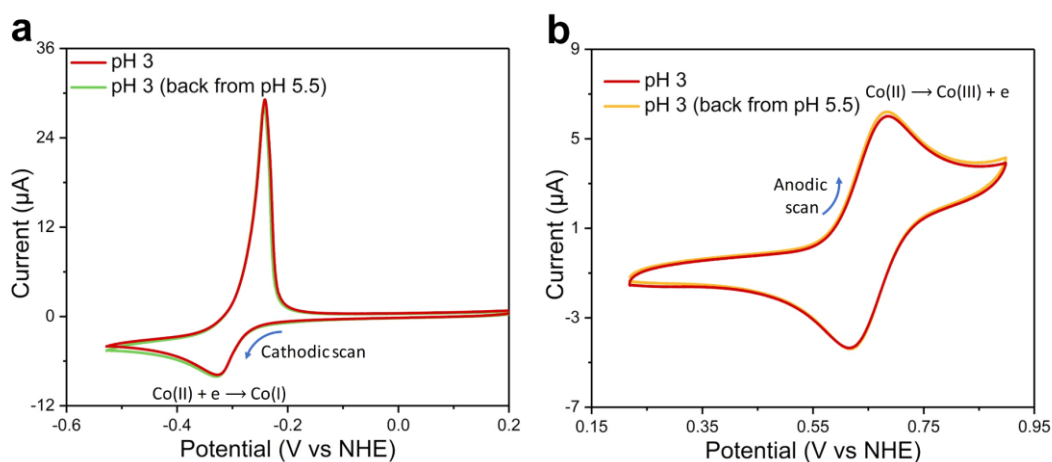 a
pH 3
pH 3 (back from pH 5.5)
Current (µA)
36
24
12
0
-12
Cathodic scan
Co(II) + e ⟶ Co(I)
-0.6
-0.4
-0.2
0.0
0.2
Potential (V vs NHE)
b
pH 3
pH 3 (back from pH 5.5)
Co(II) ⟶ Co(III) + e
Current (µA)
9
5
1
-3
-7
Anodic
scan
0.15
0.35
0.55
0.75
0.95
Potential (V vs NHE)